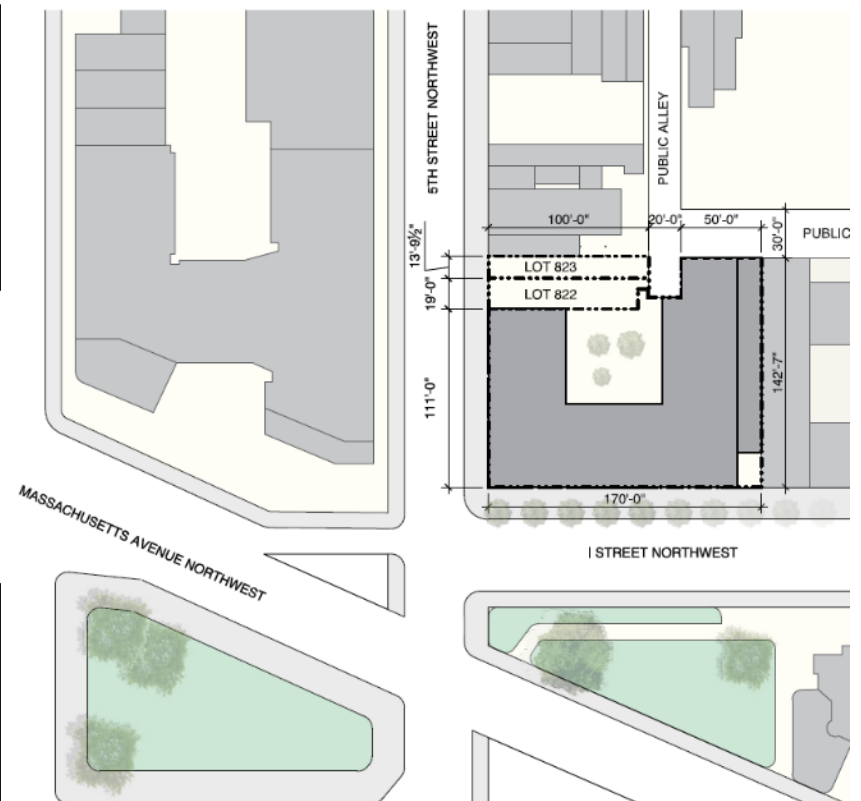 5TH STREET NORTHWEST
PUBLIC ALLEY
100'-0"
20'-0"
50'-0"
30'-0"
PUBLIC
13'-9½"
LOT 823
19'-0"
LOT 822
111'-0"
142'-7"
170'-0"
MASSACHUSETTS AVENUE NORTHWEST
I STREET NORTHWEST